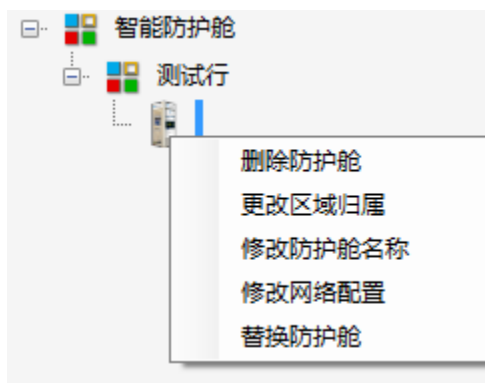 智能防护舱
测试行
删除防护舱
更改区域归属
修改防护舱名称
修改网络配置
替换防护舱